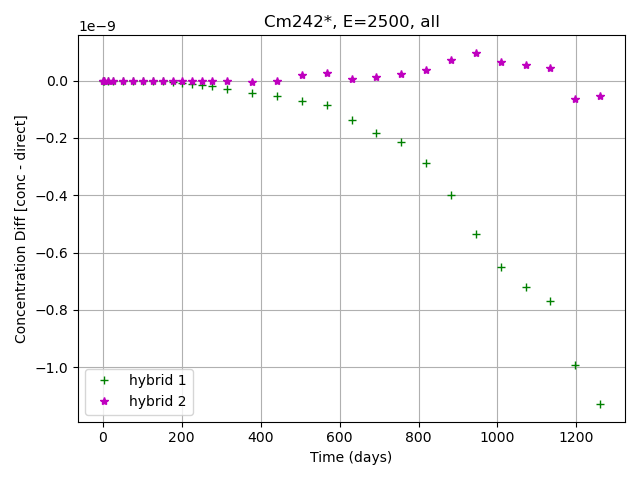 Cm242*, E=2500, all
1e−9
0.0
−0.2
−0.4
−0.6
−0.8
−1.0
Concentration Diff [conc - direct]
hybrid 1
hybrid 2
0 200 400 600 800 1000 1200
Time (days)